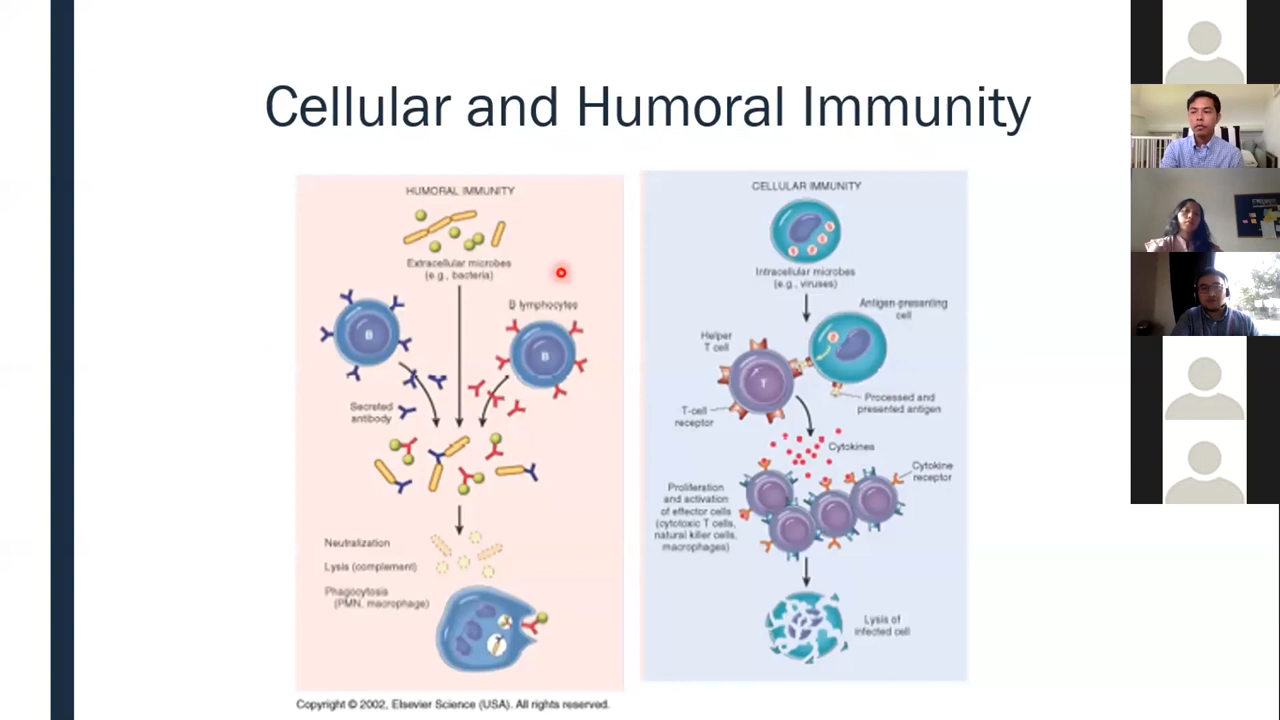 Cellular and Humoral Immunity
HUMORAL IMMUNITY
Extracellular microbes
(e.g., bacteria)
B lymphocytes
B
B
Secreted
antibody
Neutralization
Lysis (complement)
Phagocytosis
(PMN, macrophage)
CELLULAR IMMUNITY
Intracellular microbes
(e.g., viruses)
Antigen-presenting
cell
Helper
T cell
T
T-cell
receptor
Processed and
presented antigen
Cytokines
Cytokine
receptor
Proliferation
and activation
of effector cells
(cytotoxic T cells,
natural killer cells,
macrophages)
Lysis of
infected cell
Copyright © 2002, Elsevier Science (USA). All rights reserved.